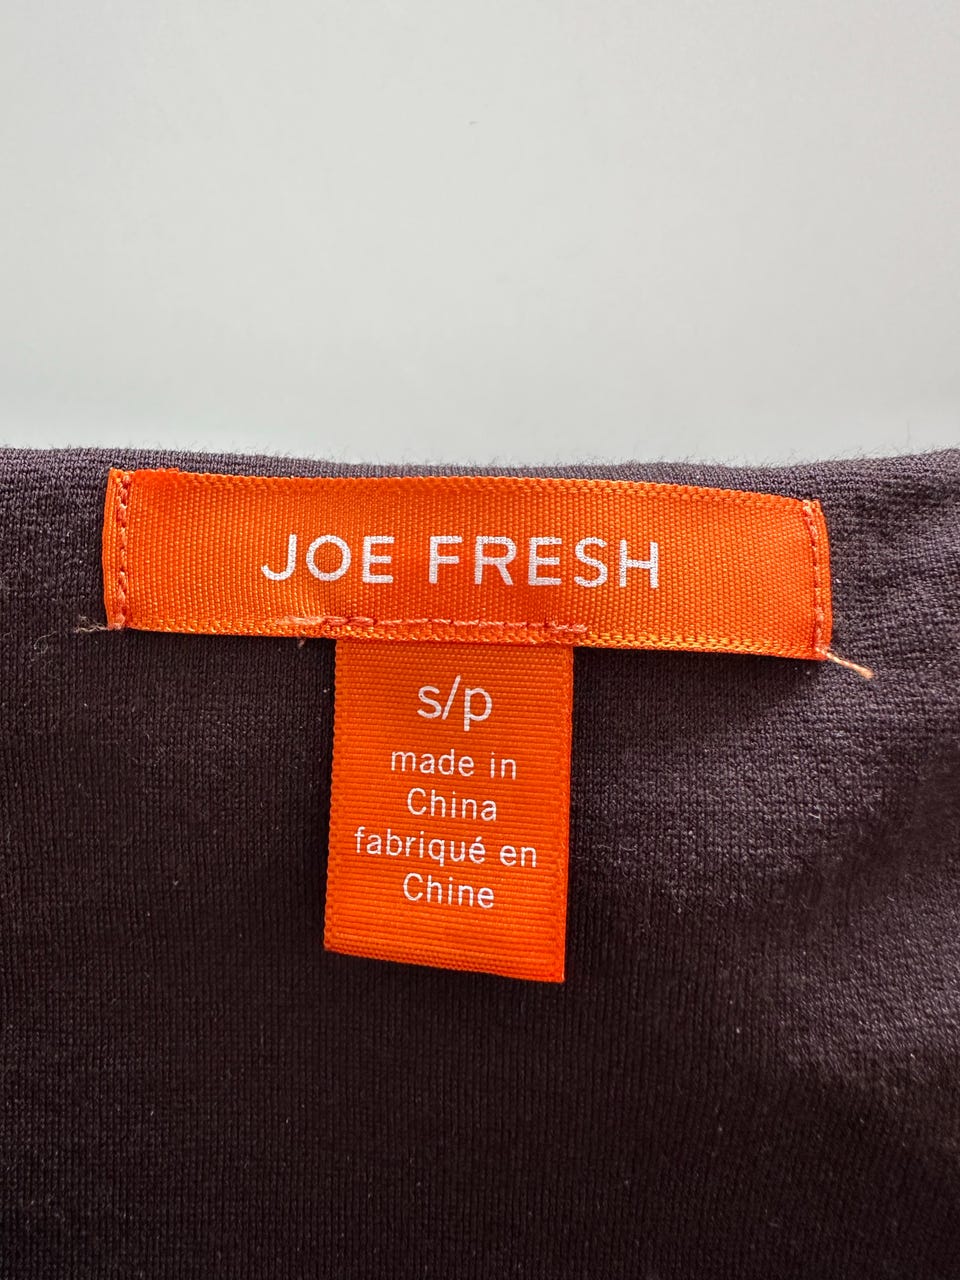 JOE FRESH
s/p
made in
China
fabriqué en
Chine